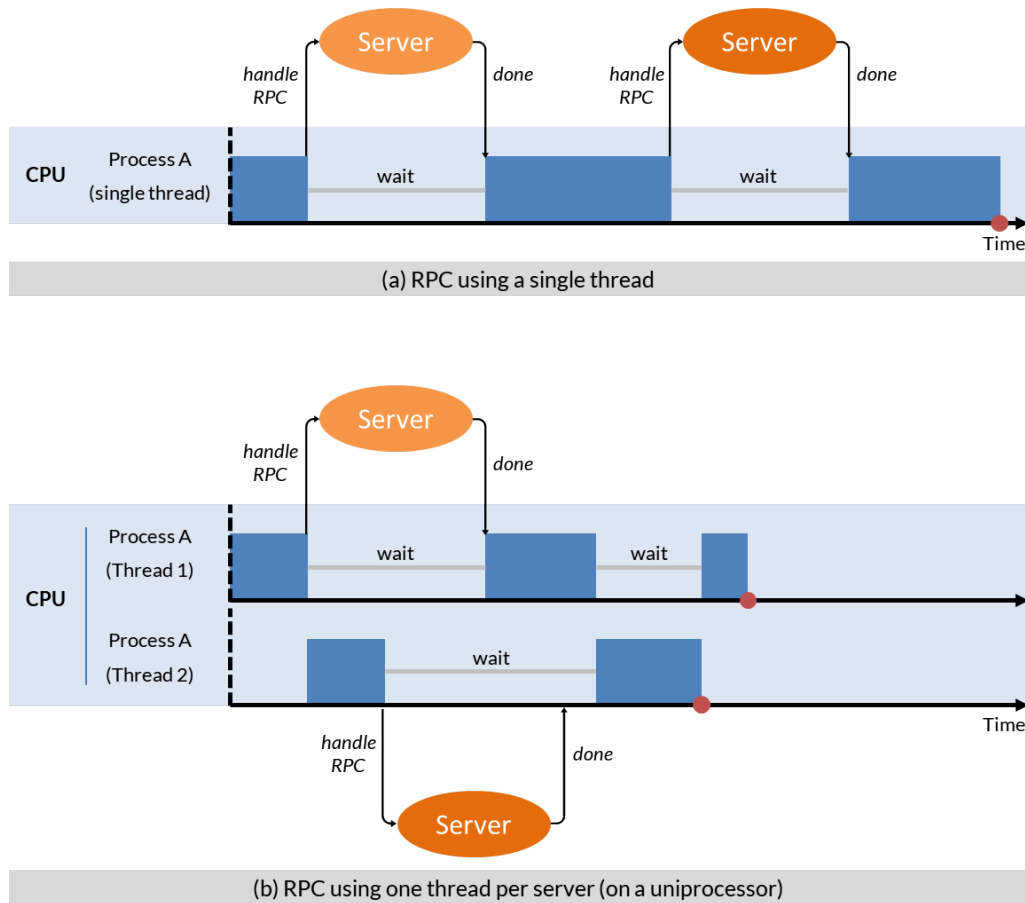 Server
Server
handle
RPC
done
handle
RPC
done
CPU
Process A
(single thread)
wait
wait
Time
(a) RPC using a single thread
Server
handle
RPC
done
CPU
Process A
(Thread 1)
wait
wait
Process A
(Thread 2)
wait
Time
handle
RPC
done
Server
(b) RPC using one thread per server (on a uniprocessor)